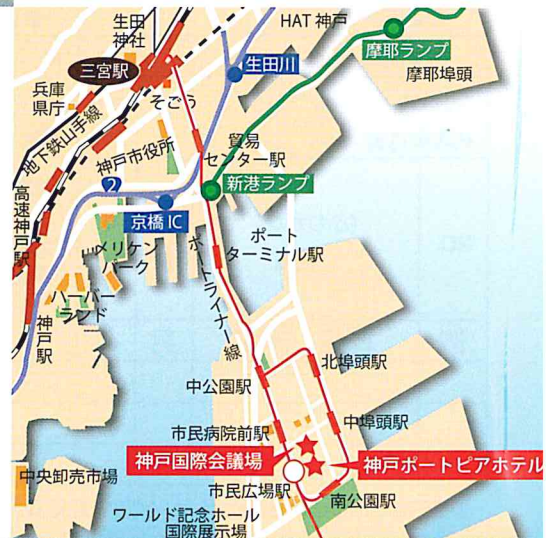 生田
神社
HAT 神戸
摩耶ランプ
三宮駅
生田川
摩耶埠頭
兵庫
県庁
そごう
地下鉄山手線
貿易
センター駅
神戸市役所
2
新港ランプ
京橋 IC
高速神戸駅
メリケン
パーク
ポート
ターミナル駅
ポートライナー線
ハーバー
ランド
神戸駅
北埠頭駅
中公園駅
中埠頭駅
市民病院前駅
神戸国際会議場
神戸ポートピアホテル
中央卸売市場
市民広場駅
南公園駅
ワールド記念ホール
国際展示場